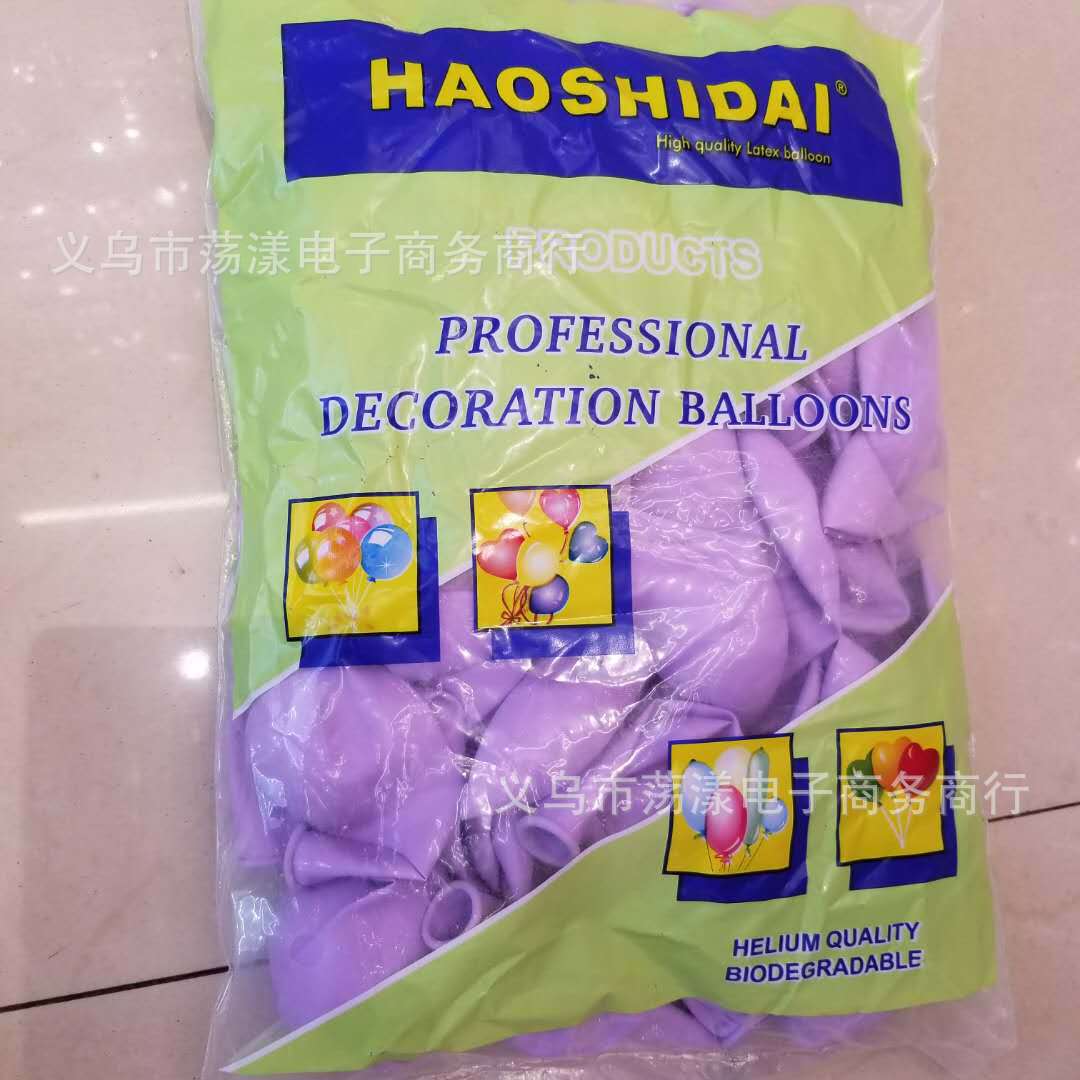 HAOSHIDAI®
High quality Latex balloon
义乌市荡漾电子商务商行
PRODUCTS
PROFESSIONAL
DECORATION BALLOONS
义乌市荡漾电子商务商行
HELIUM QUALITY
BIODEGRADABLE